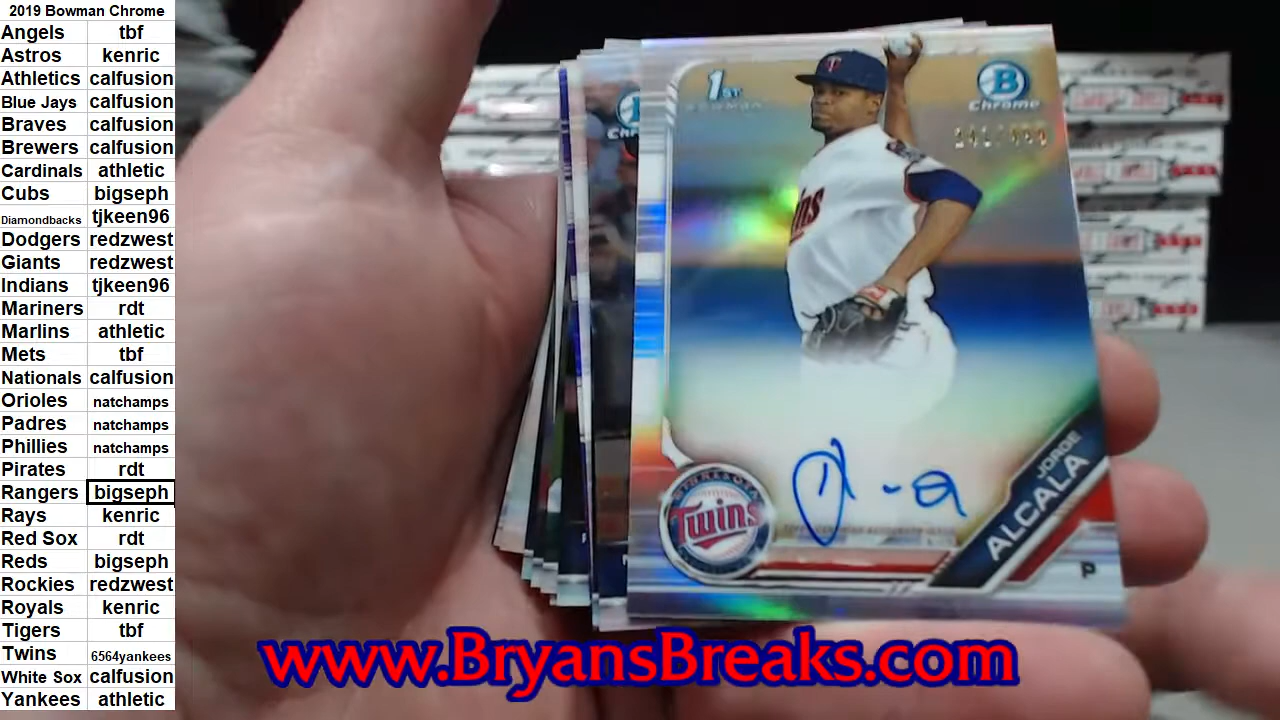 2019 Bowman Chrome
Angels tbf
Astros kenric
Athletics calfusion
Blue Jays calfusion
Braves calfusion
Brewers calfusion
Cardinals athletic
Cubs bigseph
Diamondbacks tjkeen96
Dodgers redzwest
Giants redzwest
Indians tjkeen96
Mariners rdt
Marlins athletic
Mets tbf
Nationals calfusion
Orioles natchamps
Padres natchamps
Phillies natchamps
Pirates rdt
Rangers bigseph
Rays kenric
Red Sox rdt
Reds bigseph
Rockies redzwest
Royals kenric
Tigers tbf
Twins 6564yankees
White Sox calfusion
Yankees athletic
1ST
BOWMAN
B
Chrome
MINNESOTA
Twins
JORGE
ALCALA
P
www.BryansBreaks.com